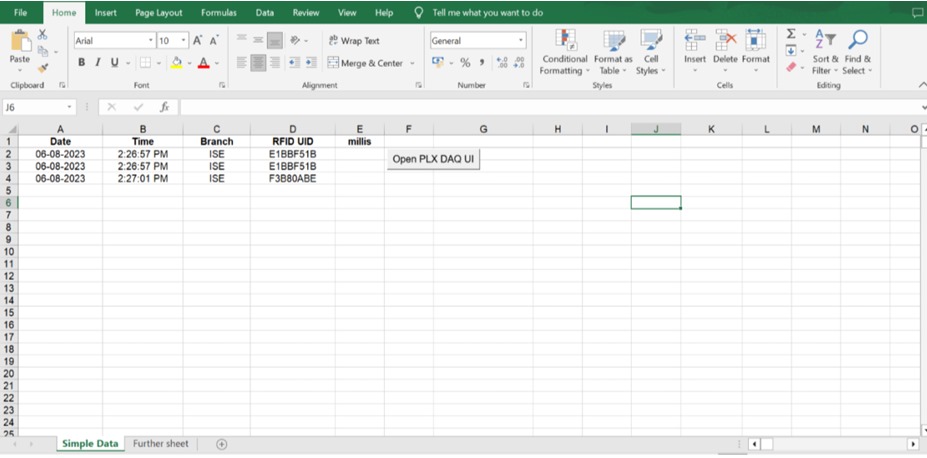 File Home Insert Page Layout Formulas Data Review View Help Tell me what you want to do
Arial 10 A A Wrap Text General
Paste B I U A Merge & Center % Conditional Formatting Format as Table Cell Styles Insert Delete Format Sort & Filter Find & Select
Clipboard Font Alignment Number Styles Cells Editing
J6 fx
A B C D E F G H I J K L M N O
1 Date Time Branch RFID UID millis
2 06-08-2023 2:26:57 PM ISE E1BBF51B
Open PLX DAQ UI
3 06-08-2023 2:26:57 PM ISE E1BBF51B
4 06-08-2023 2:27:01 PM ISE F3B80ABE
5
6
7
8
9
10
11
12
13
14
15
16
17
18
19
20
21
22
23
24
25
Simple Data Further sheet